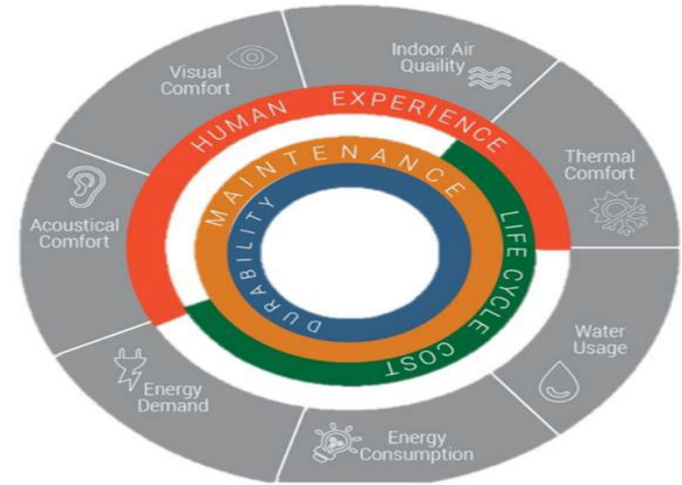 Indoor Air
Quaility
Visual
Comfort
HUMAN EXPERIENCE
Thermal
Comfort
MAINTENANCE
Acoustical
Comfort
DURABILITY
LIFE CYCLE COST
Water
Usage
Energy
Demand
Energy
Consumption